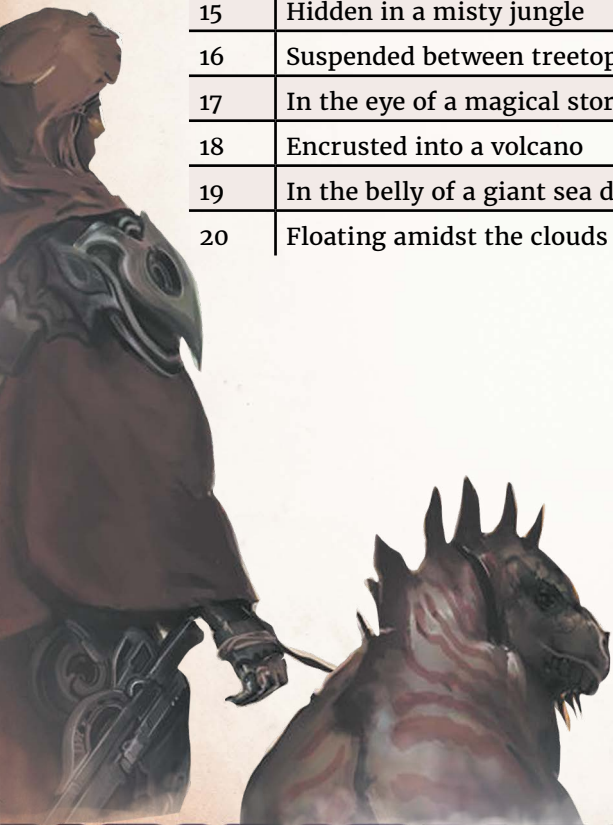 15 Hidden in a misty jungle
16 Suspended between
17 In the eye of a magical
18 Encrusted into a volcano
19 In the belly of a giant sea
20 Floating amidst the clouds